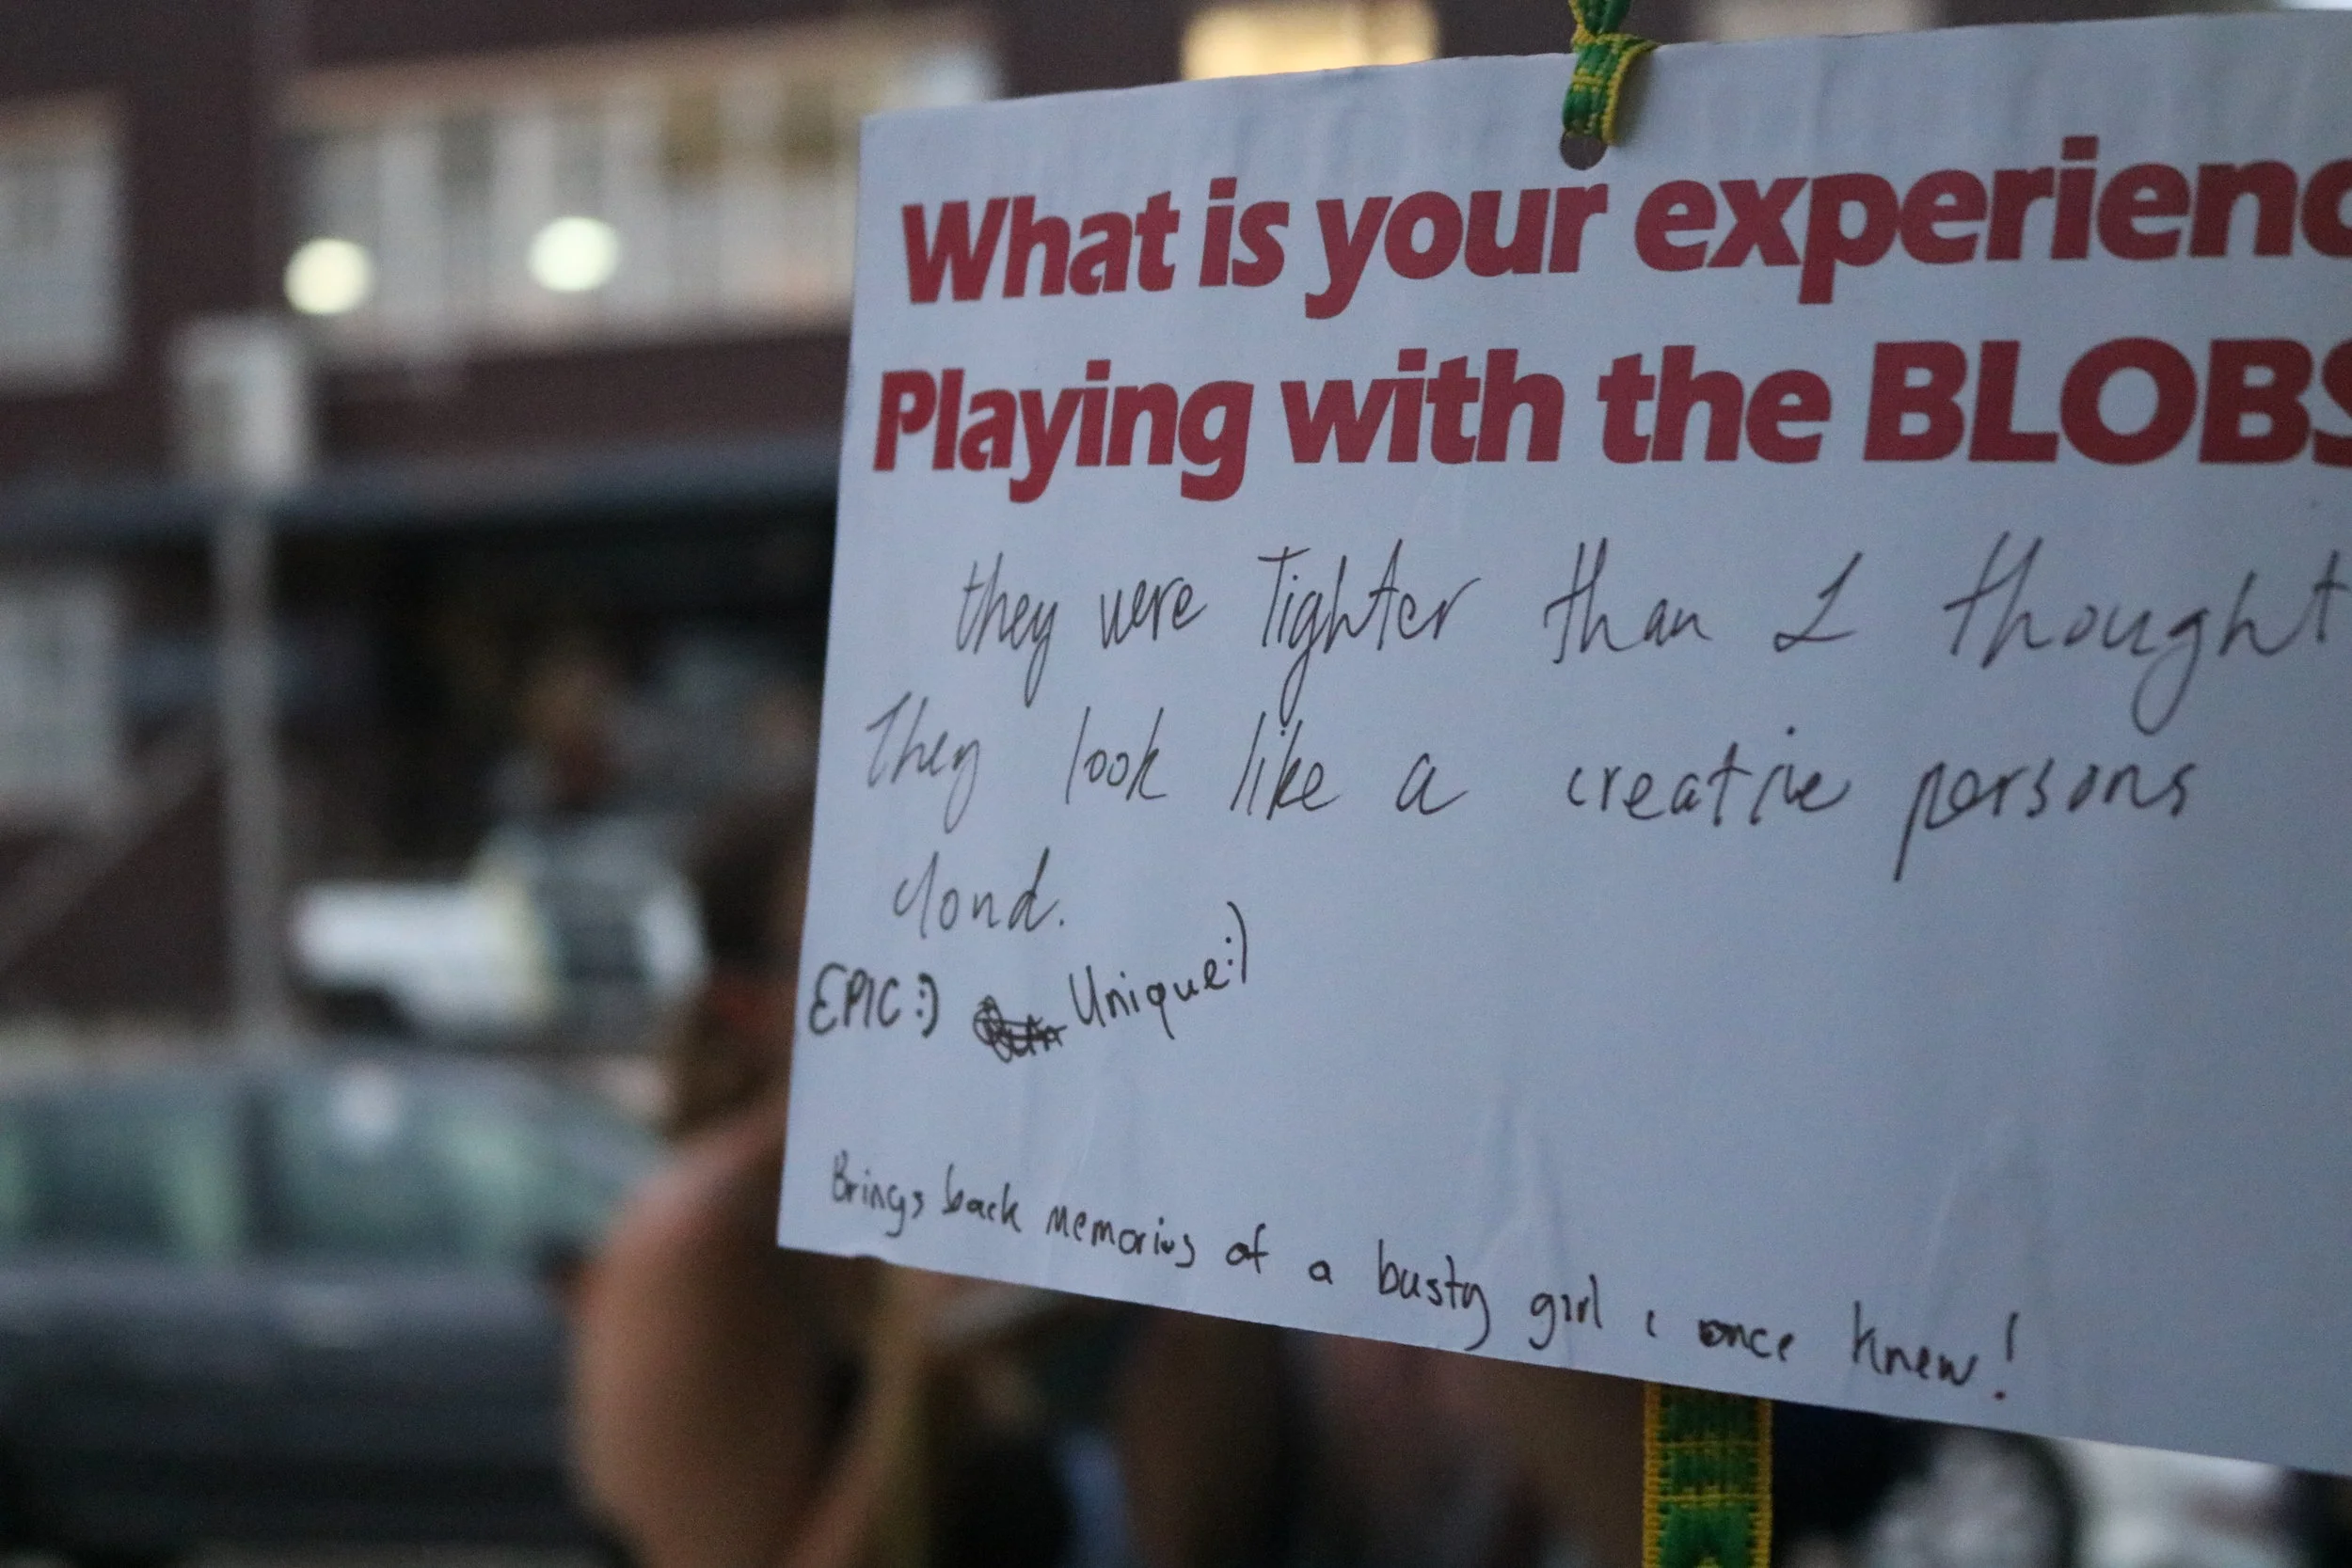 What is your experienc
Playing with the BLOBS
they were Tighter than I thought
They look like a creative persons
cloud.
EPIC :) Unique :)
Brings back memories of a busty girl i once knew!